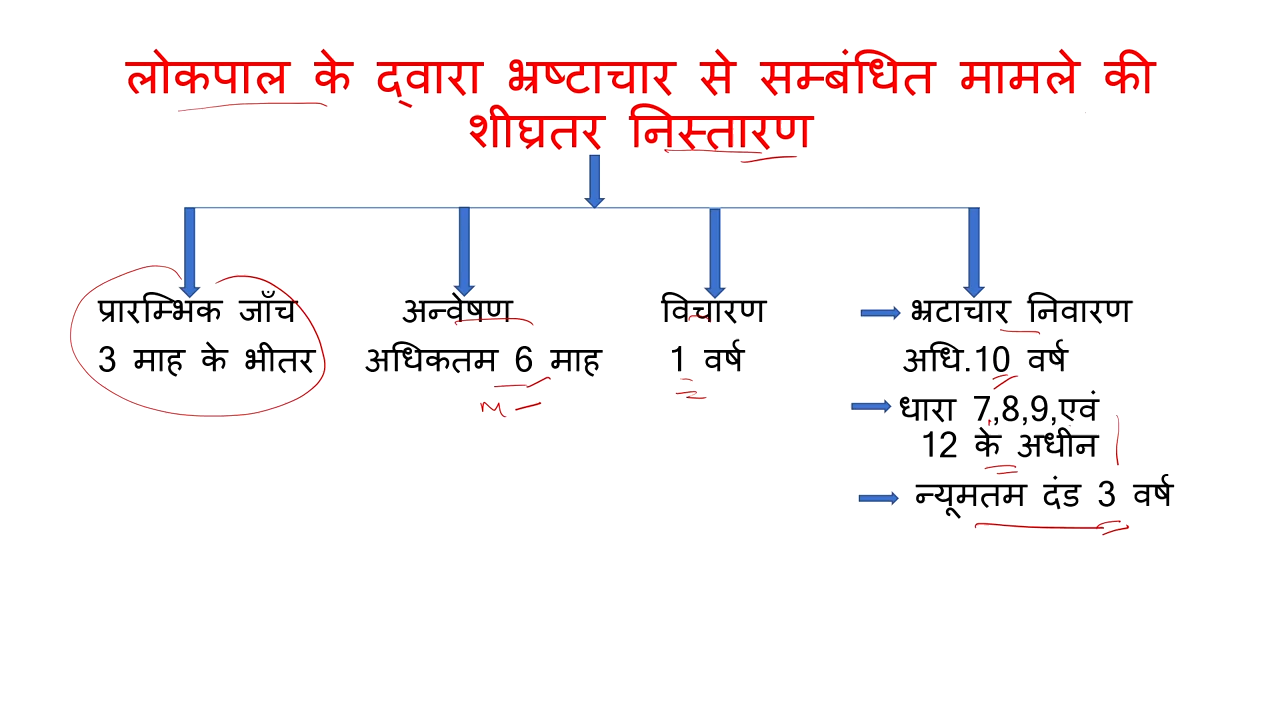 लोकपाल के द्वारा भ्रष्टाचार से सम्बंधित मामले की
शीघ्रतर निस्तारण
प्रारम्भिक जाँच
3 माह के भीतर
अन्वेषण
अधिकतम 6 माह
M
विचारण
1 वर्ष
भ्रटाचार निवारण
अधि.10 वर्ष
धारा 7,8,9,एवं
12 के अधीन
न्यूमतम दंड 3 वर्ष